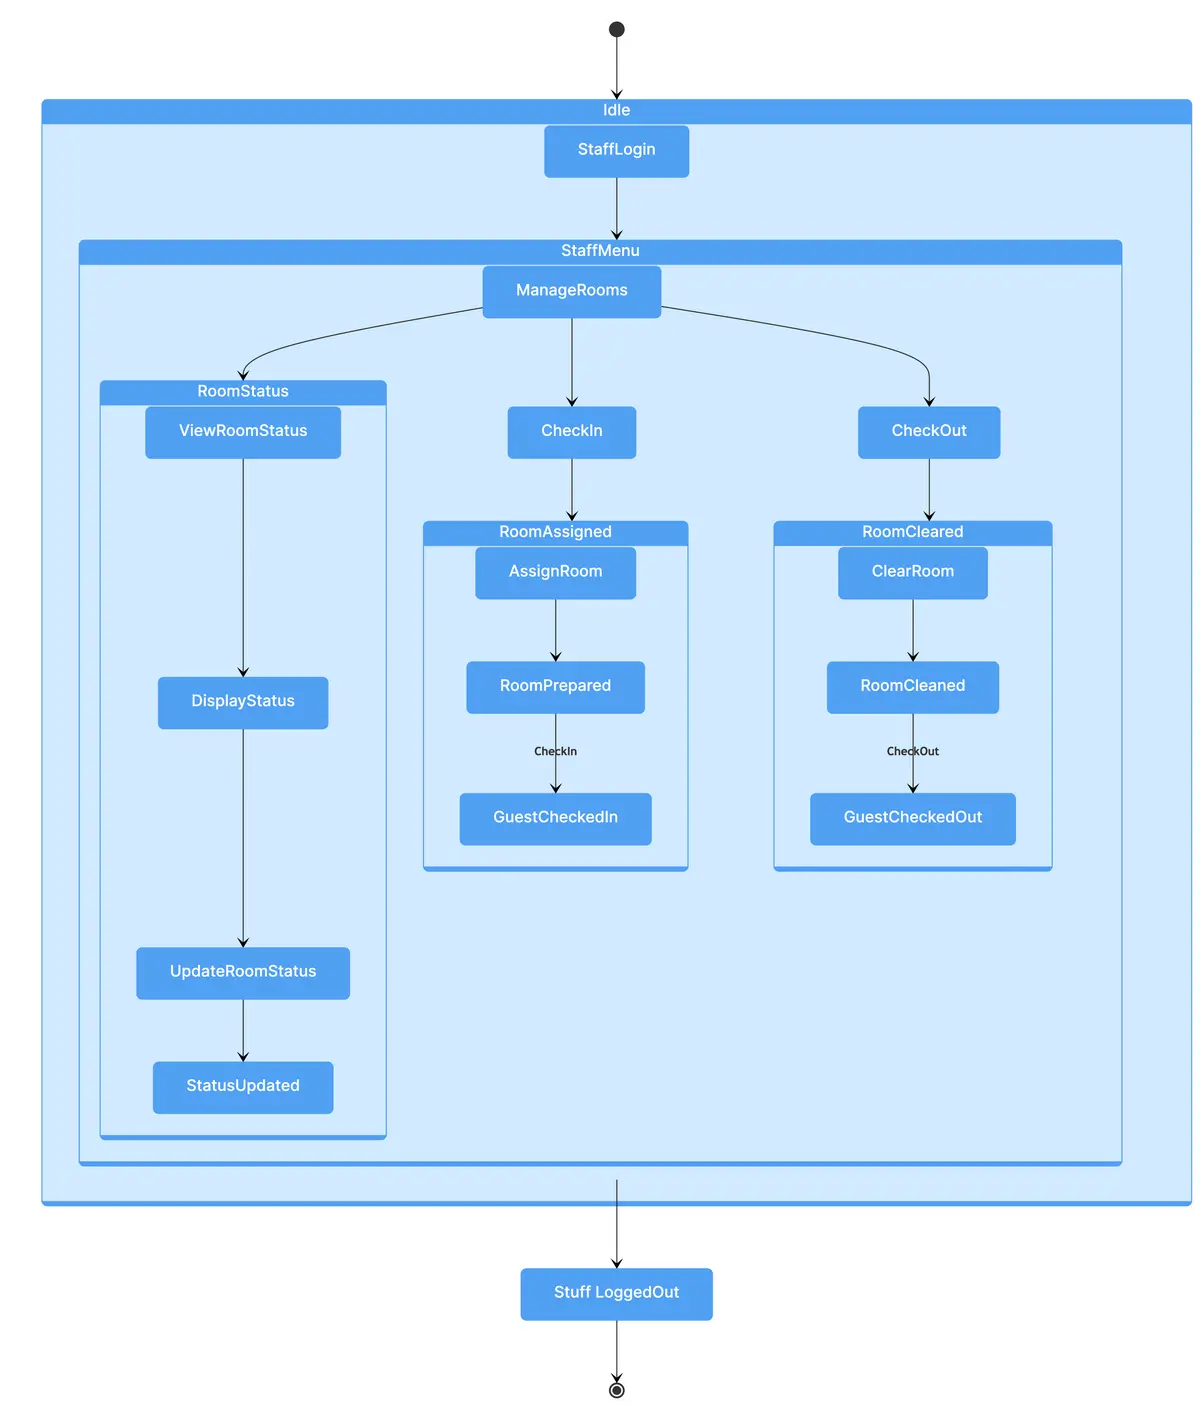 Idle
StaffLogin
StaffMenu
ManageRooms
RoomStatus
ViewRoomStatus
CheckIn
CheckOut
RoomAssigned
RoomCleared
AssignRoom
ClearRoom
RoomPrepared
RoomCleaned
DisplayStatus
CheckIn
CheckOut
GuestCheckedIn
GuestCheckedOut
UpdateRoomStatus
StatusUpdated
Stuff LoggedOut